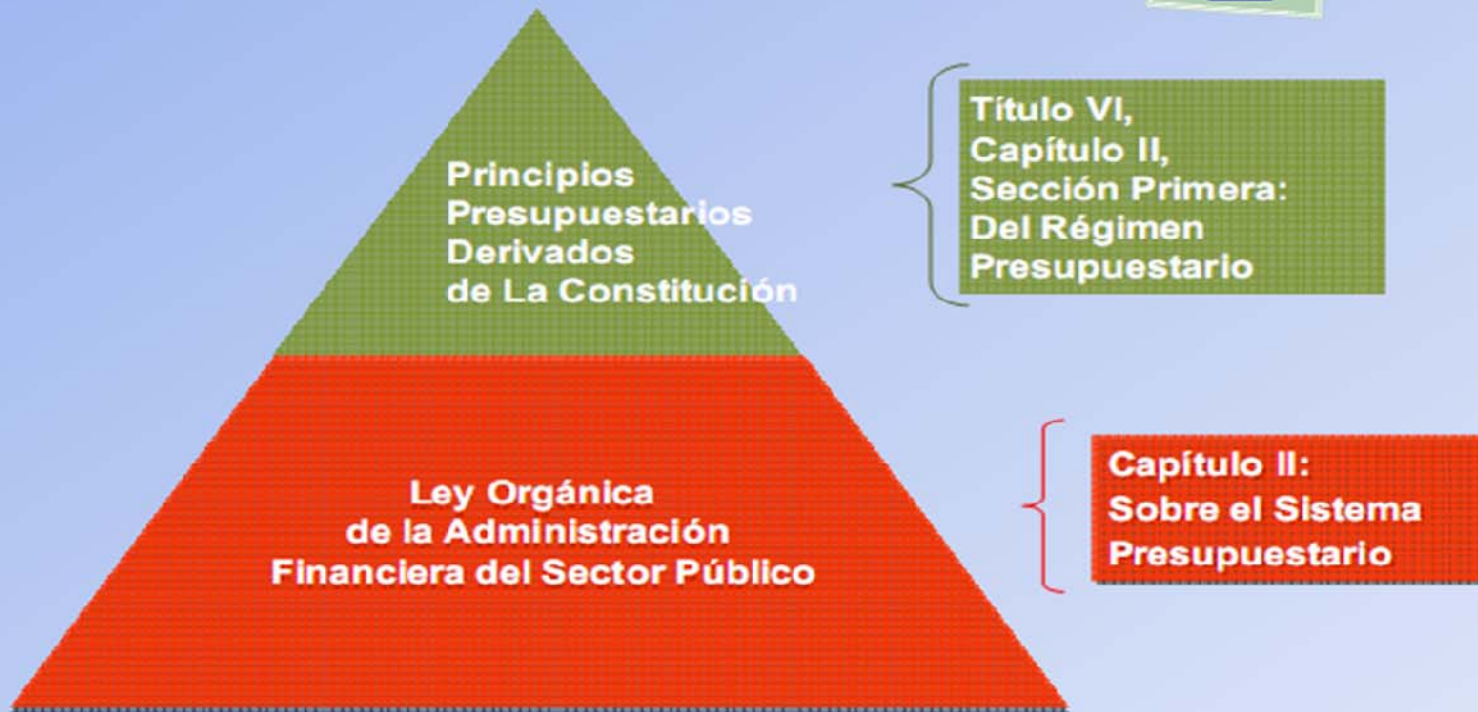 Principios
Presupuestarios
Derivados
de La Constitución
Título VI,
Capítulo II,
Sección Primera:
Del Régimen
Presupuestario
Ley Orgánica
de la Administración
Financiera del Sector Público
Capítulo II:
Sobre el Sistema
Presupuestario